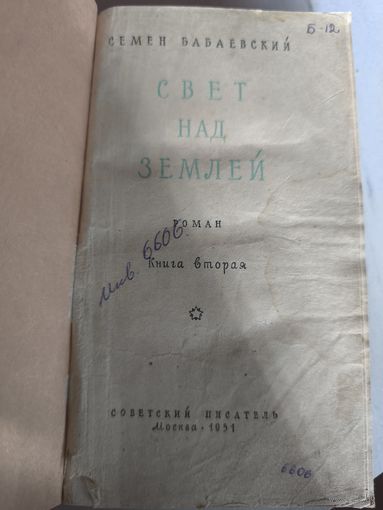 Б-12
СЕМЕН БАБАЕВСКИЙ
СВЕТ
НАД
ЗЕМЛЕЙ
РОМАН
инв. 6606
Книга вторая
СОВЕТСКИЙ ПИСАТЕЛЬ
Москва · 1951
6606